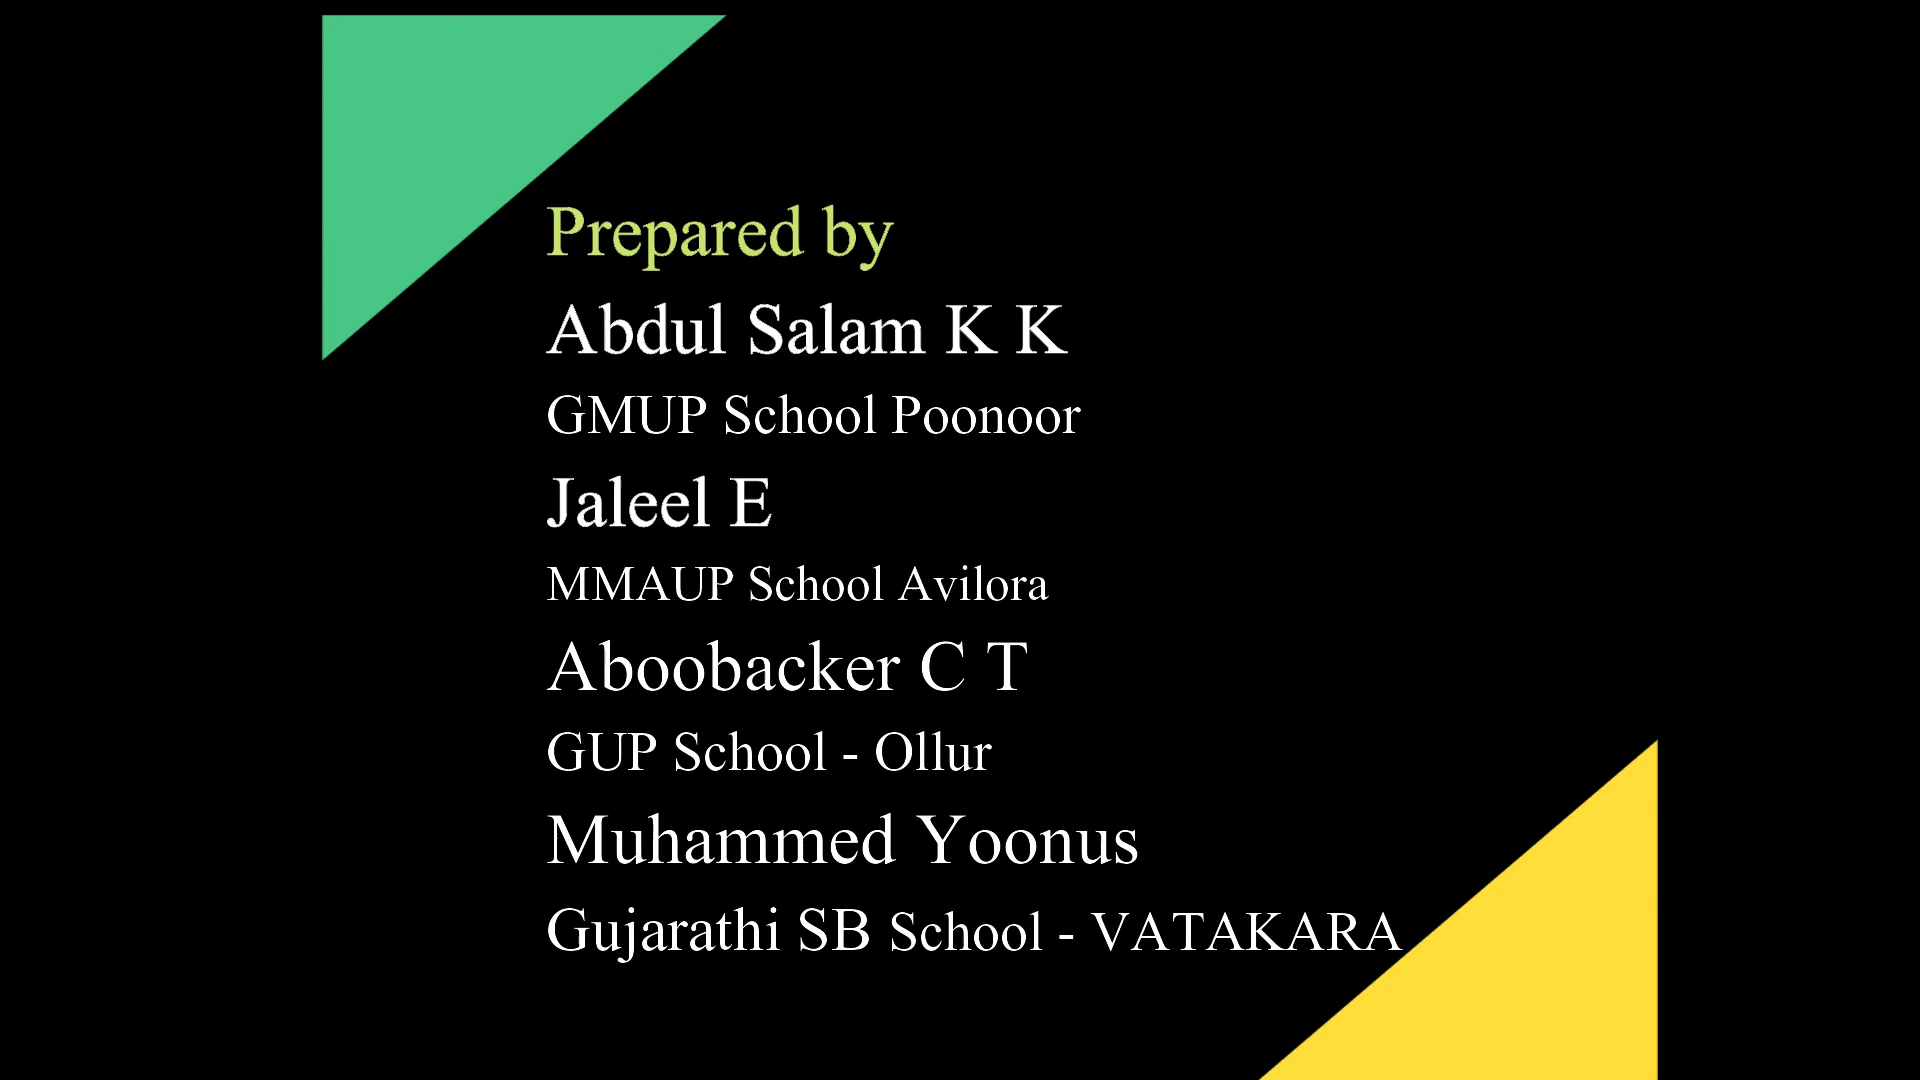 Prepared by
Abdul Salam K K
GMUP School Poonoor
Jaleel E
MMAUP School Avilora
Aboobacker C T
GUP School - Ollur
Muhammed Yoonus
Gujarathi SB School - VATAKARA